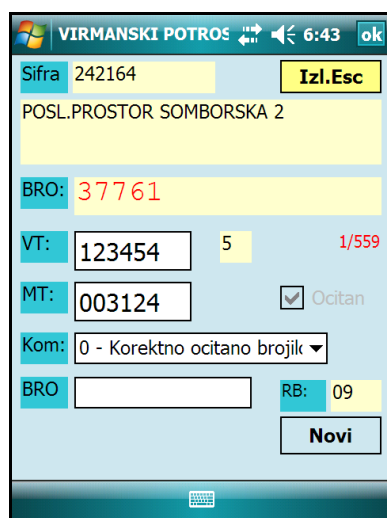 VIRMANSKI POTROS 6:43 ok
Sifra 242164 Izl.Esc
POSL.PROSTOR SOMBORSKA 2
BRO: 37761
VT: 123454 5 1/559
MT: 003124 Ocitan
Kom: 0 - Korektno ocitano brojilo
BRO RB: 09
Novi